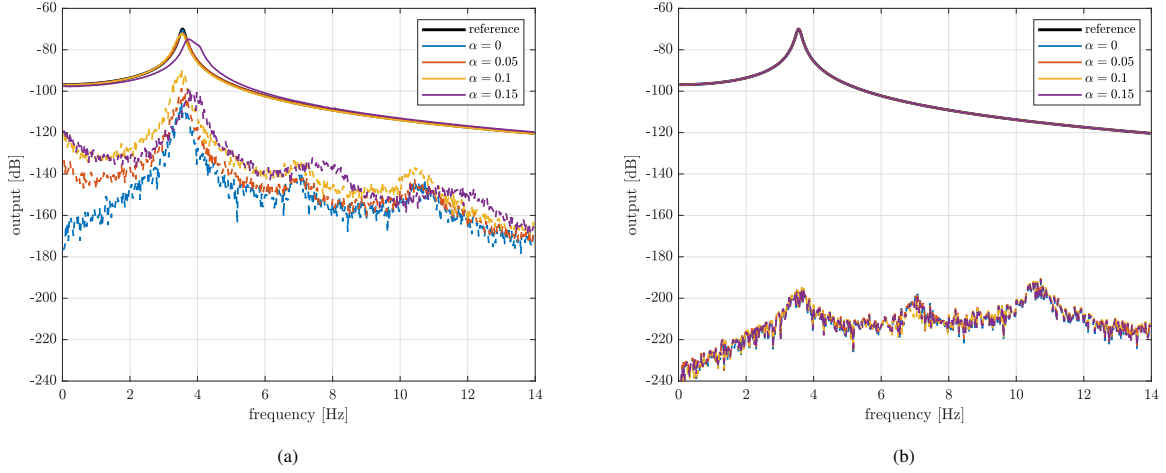 -60
-80
-100
-120
-140
-160
-180
-200
-220
-240
output [dB]
0 2 4 6 8 10 12 14
frequency [Hz]
reference
α = 0
α = 0.05
α = 0.1
α = 0.15
(a)
-60
-80
-100
-120
-140
-160
-180
-200
-220
-240
output [dB]
0 2 4 6 8 10 12 14
frequency [Hz]
reference
α = 0
α = 0.05
α = 0.1
α = 0.15
(b)